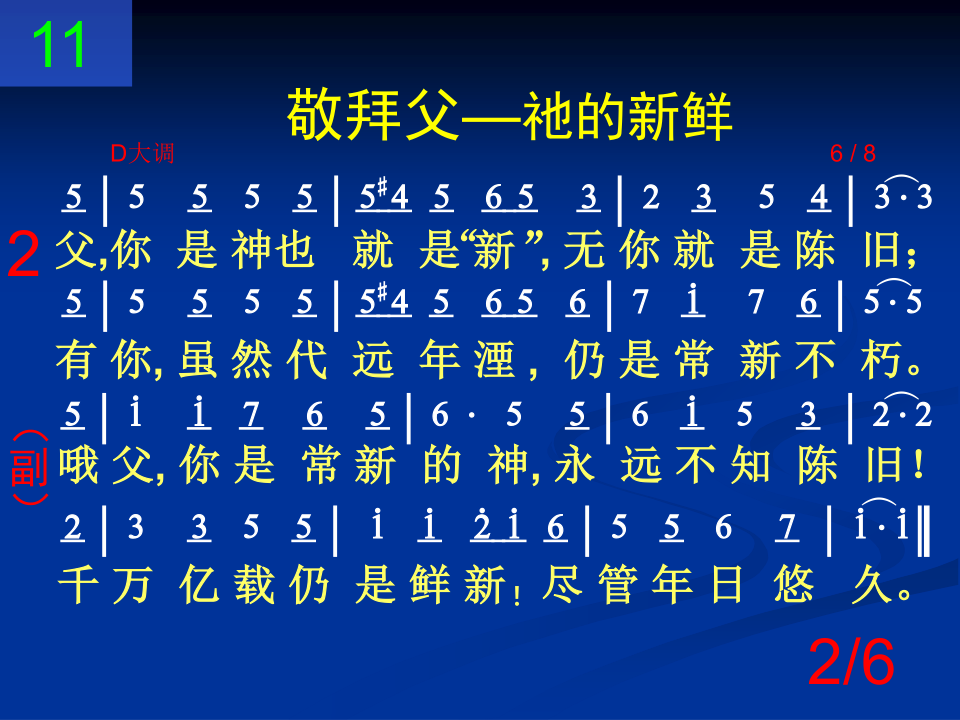 11
敬拜父—祂的新鲜
D大调 6 / 8
5 | 5 5 5 5 | 5 ♯4 5 6 5 3 | 2 3 5 4 | 3 · 3
2 父,你 是 神也 就 是“新 ”, 无 你 就 是 陈 旧；
5 | 5 5 5 5 | 5 ♯4 5 6 5 6 | 7 i 7 6 | 5 · 5
有 你, 虽 然 代 远 年 湮 , 仍 是 常 新 不 朽。
5 | i i 7 6 5 | 6 · 5 5 | 6 i 5 3 | 2 · 2
（副） 哦 父, 你 是 常 新 的 神, 永 远 不 知 陈 旧！
2 | 3 3 5 5 | i i 2̇ i 6 | 5 5 6 7 | i · i ‖
千 万 亿 载 仍 是 鲜 新！尽 管 年 日 悠 久。
2/6